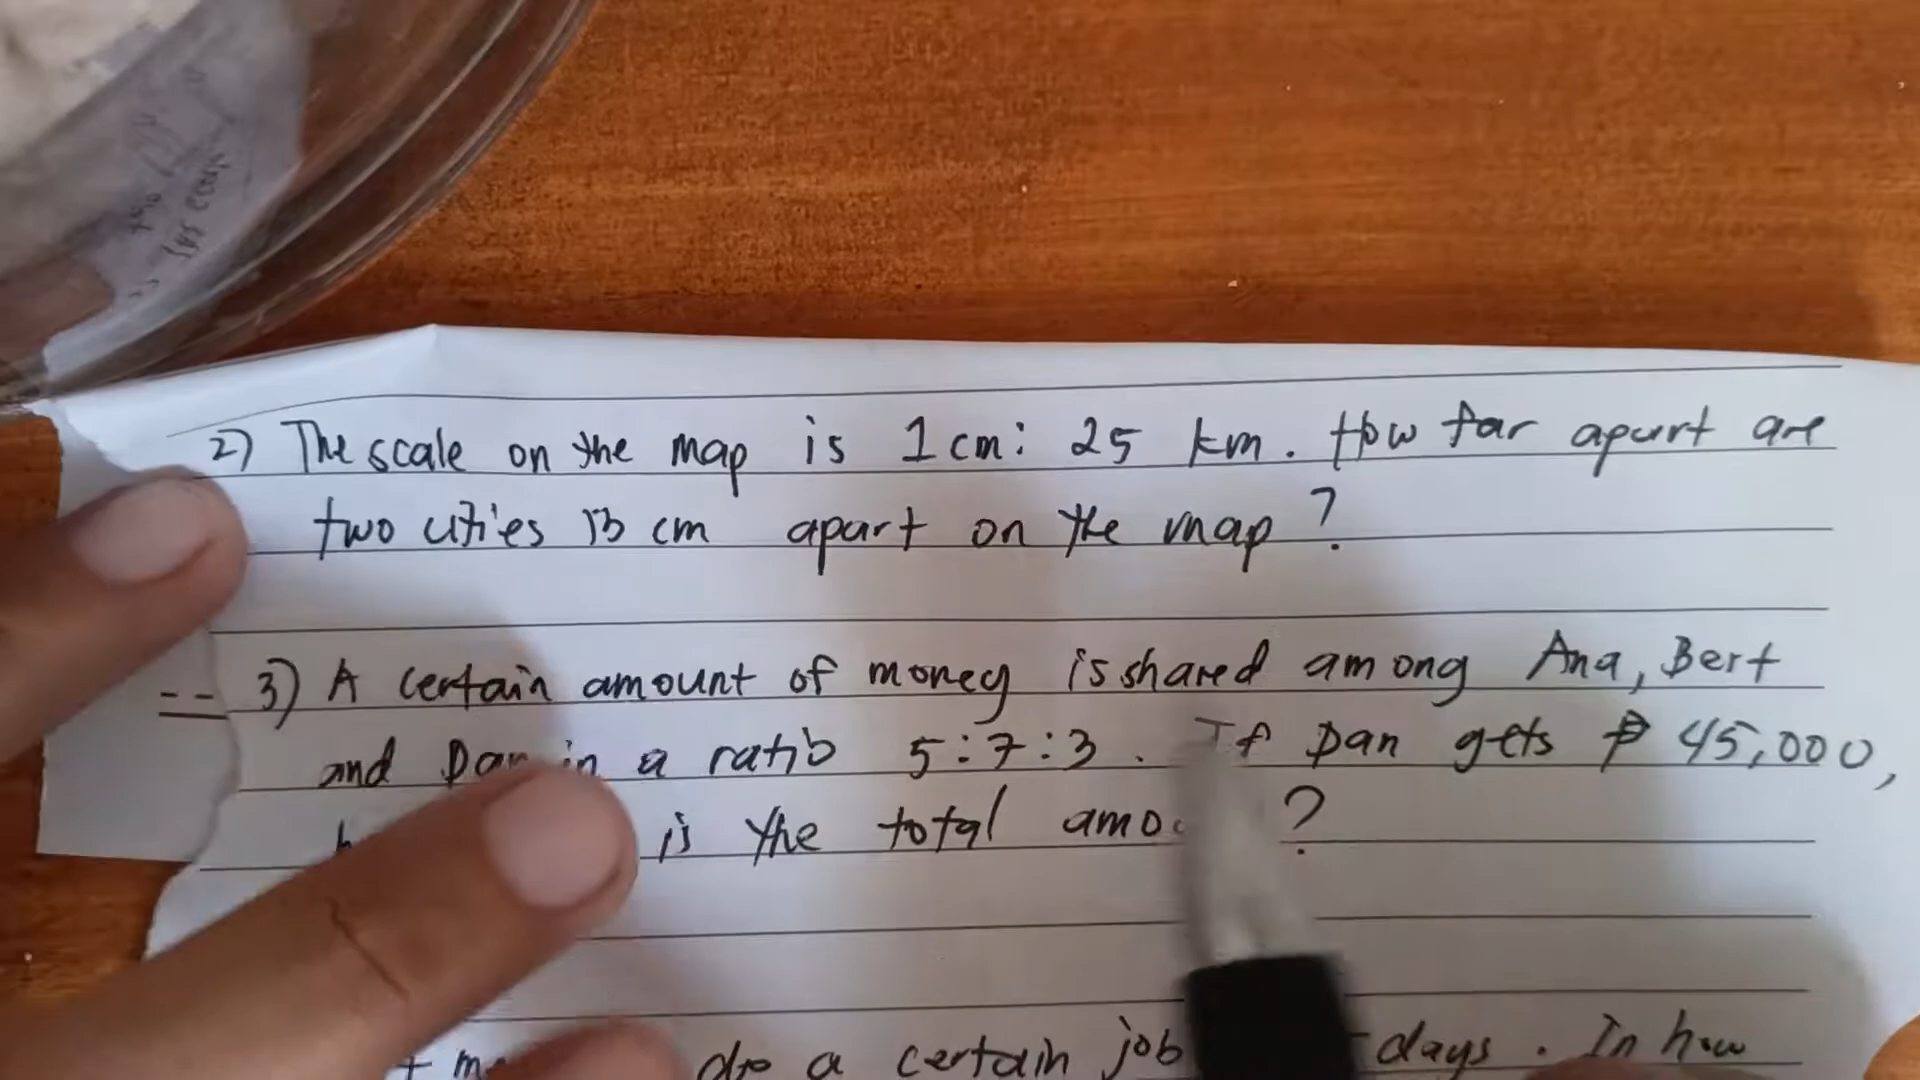 2) The scale on the map is 1 cm: 25 km. How far apart are
two cities 13 cm apart on the map?
3) A certain amount of money is shared among Ana, Bert
and Dan in a ratio 5:7:3. If Dan gets ₱ 45,000,
is the total ?
do a certain job days. In how